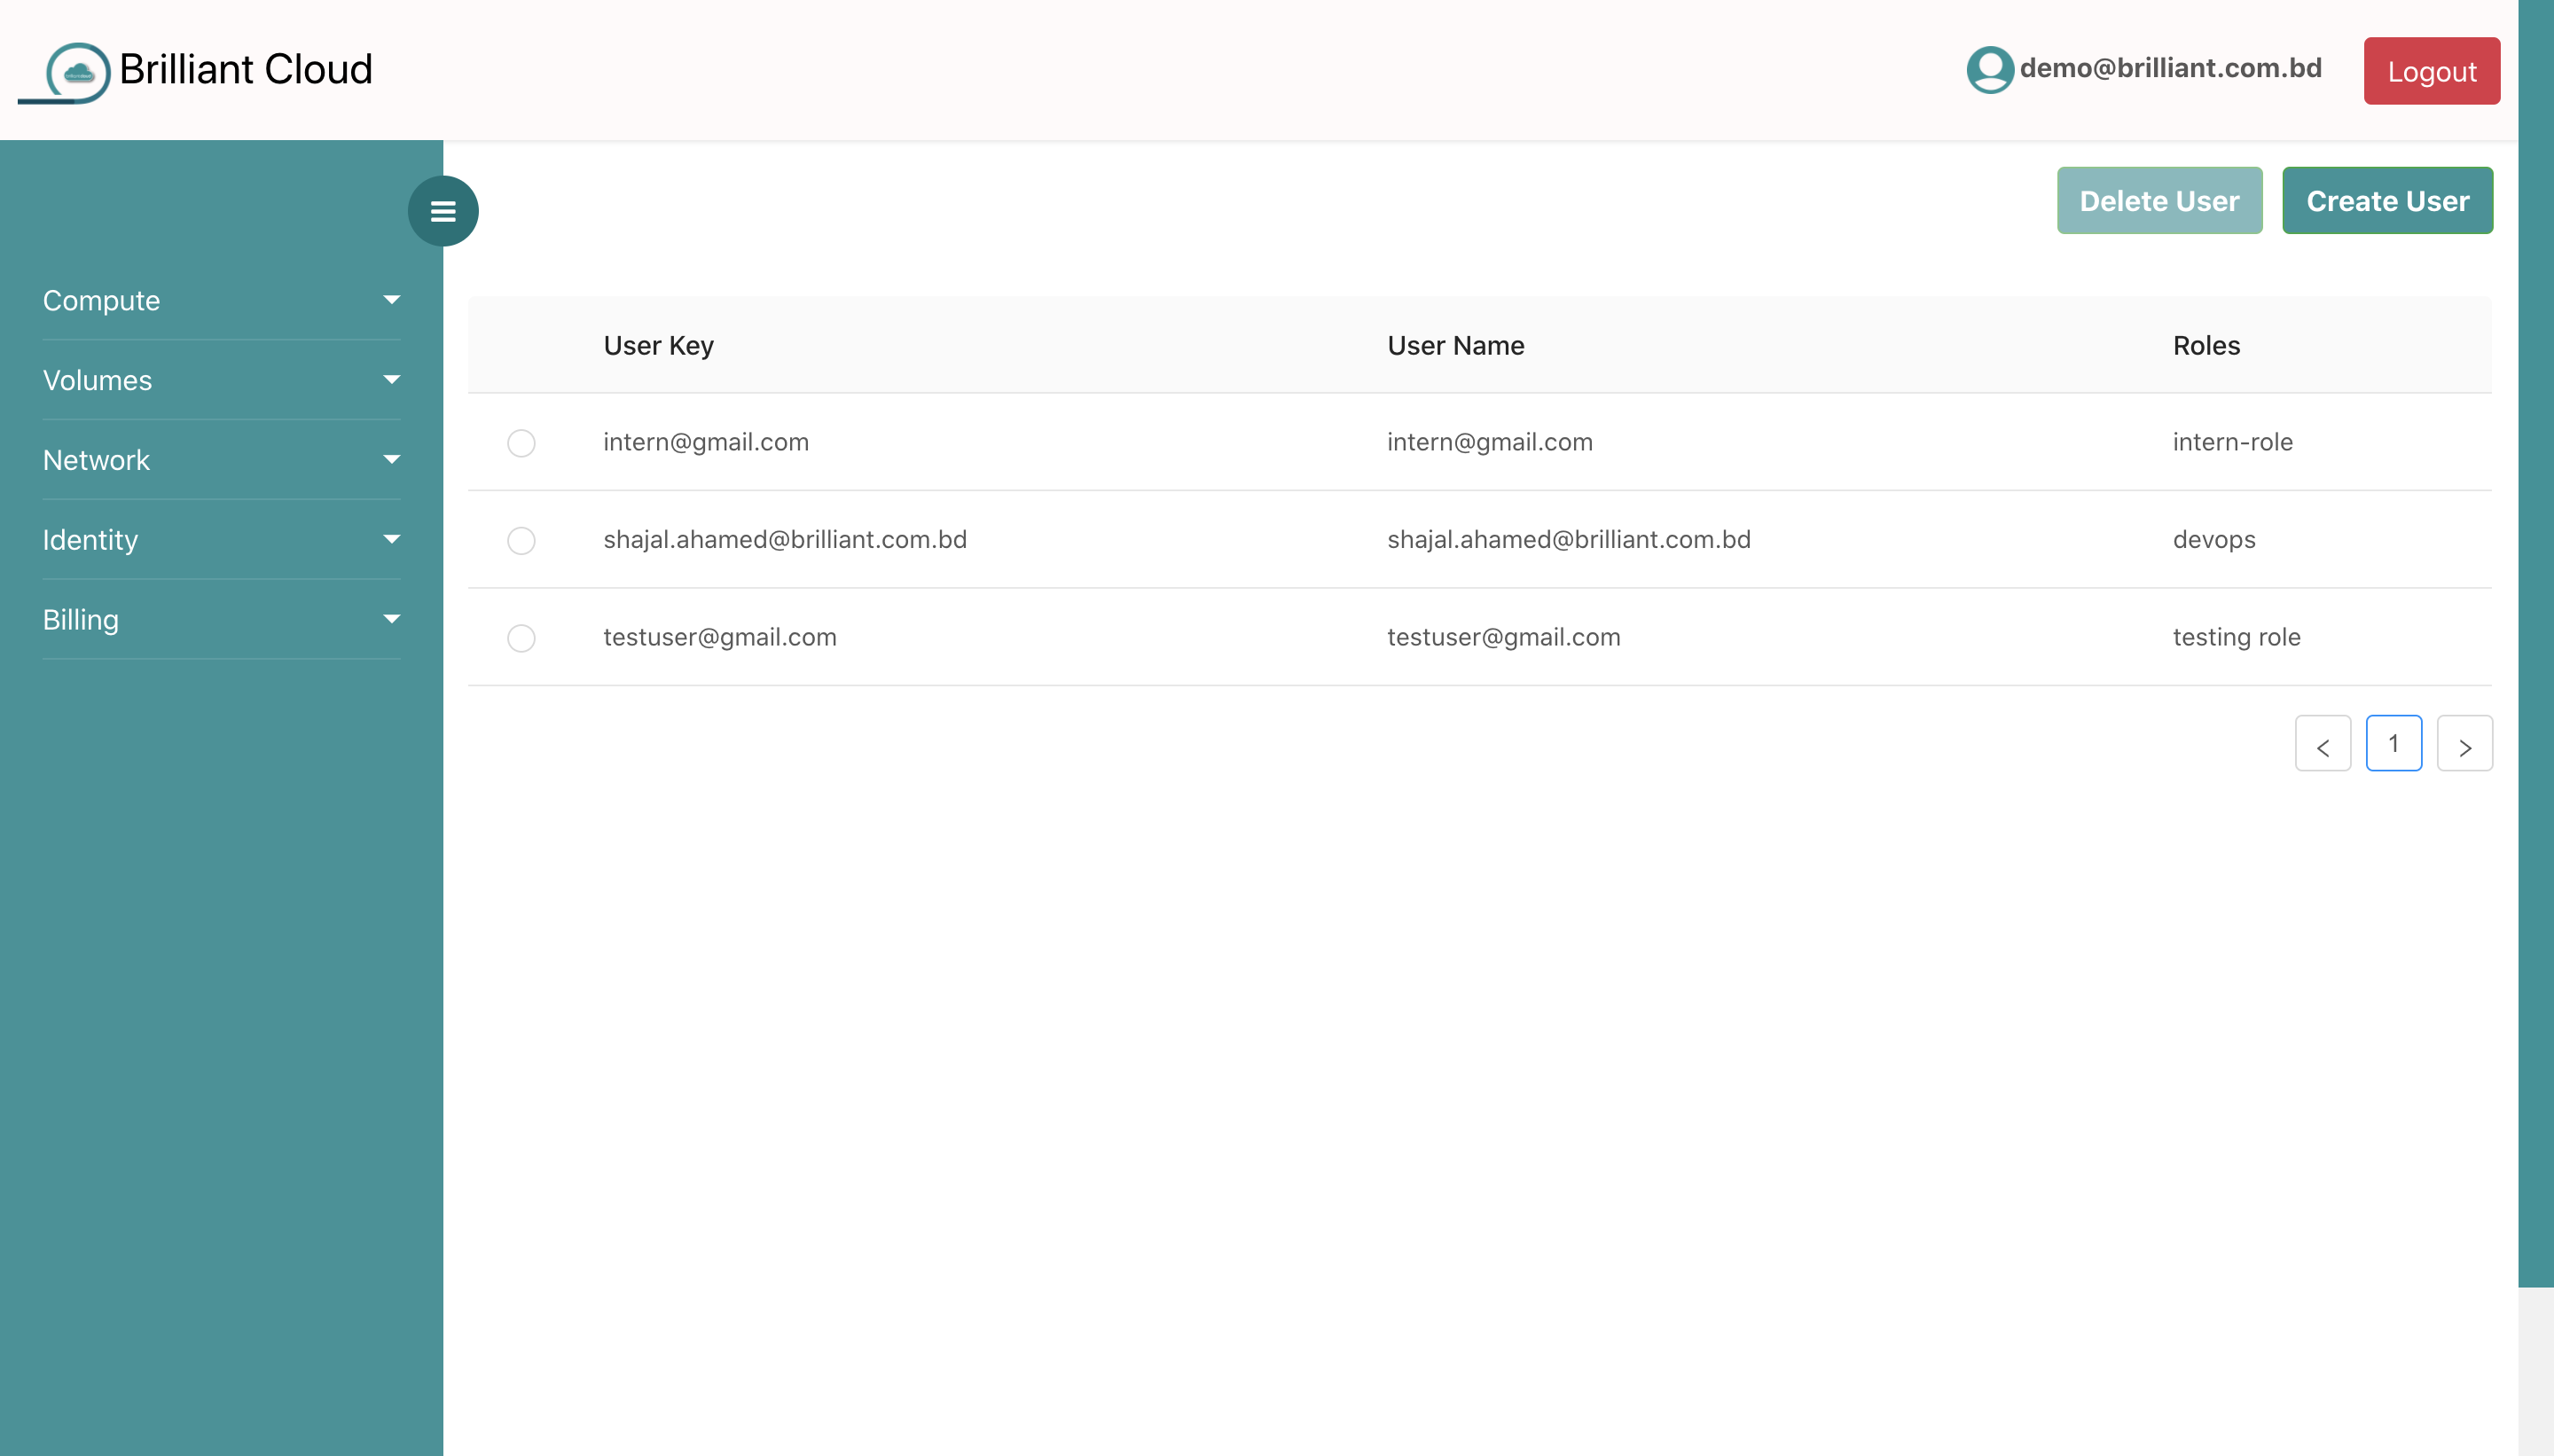 Brilliant Cloud
demo@brilliant.com.bd
Logout
Delete User
Create User
Compute
Volumes
Network
Identity
Billing
User Key User Name Roles
intern@gmail.com intern@gmail.com intern-role
shajal.ahamed@brilliant.com.bd shajal.ahamed@brilliant.com.bd devops
testuser@gmail.com testuser@gmail.com testing role
< 1 >